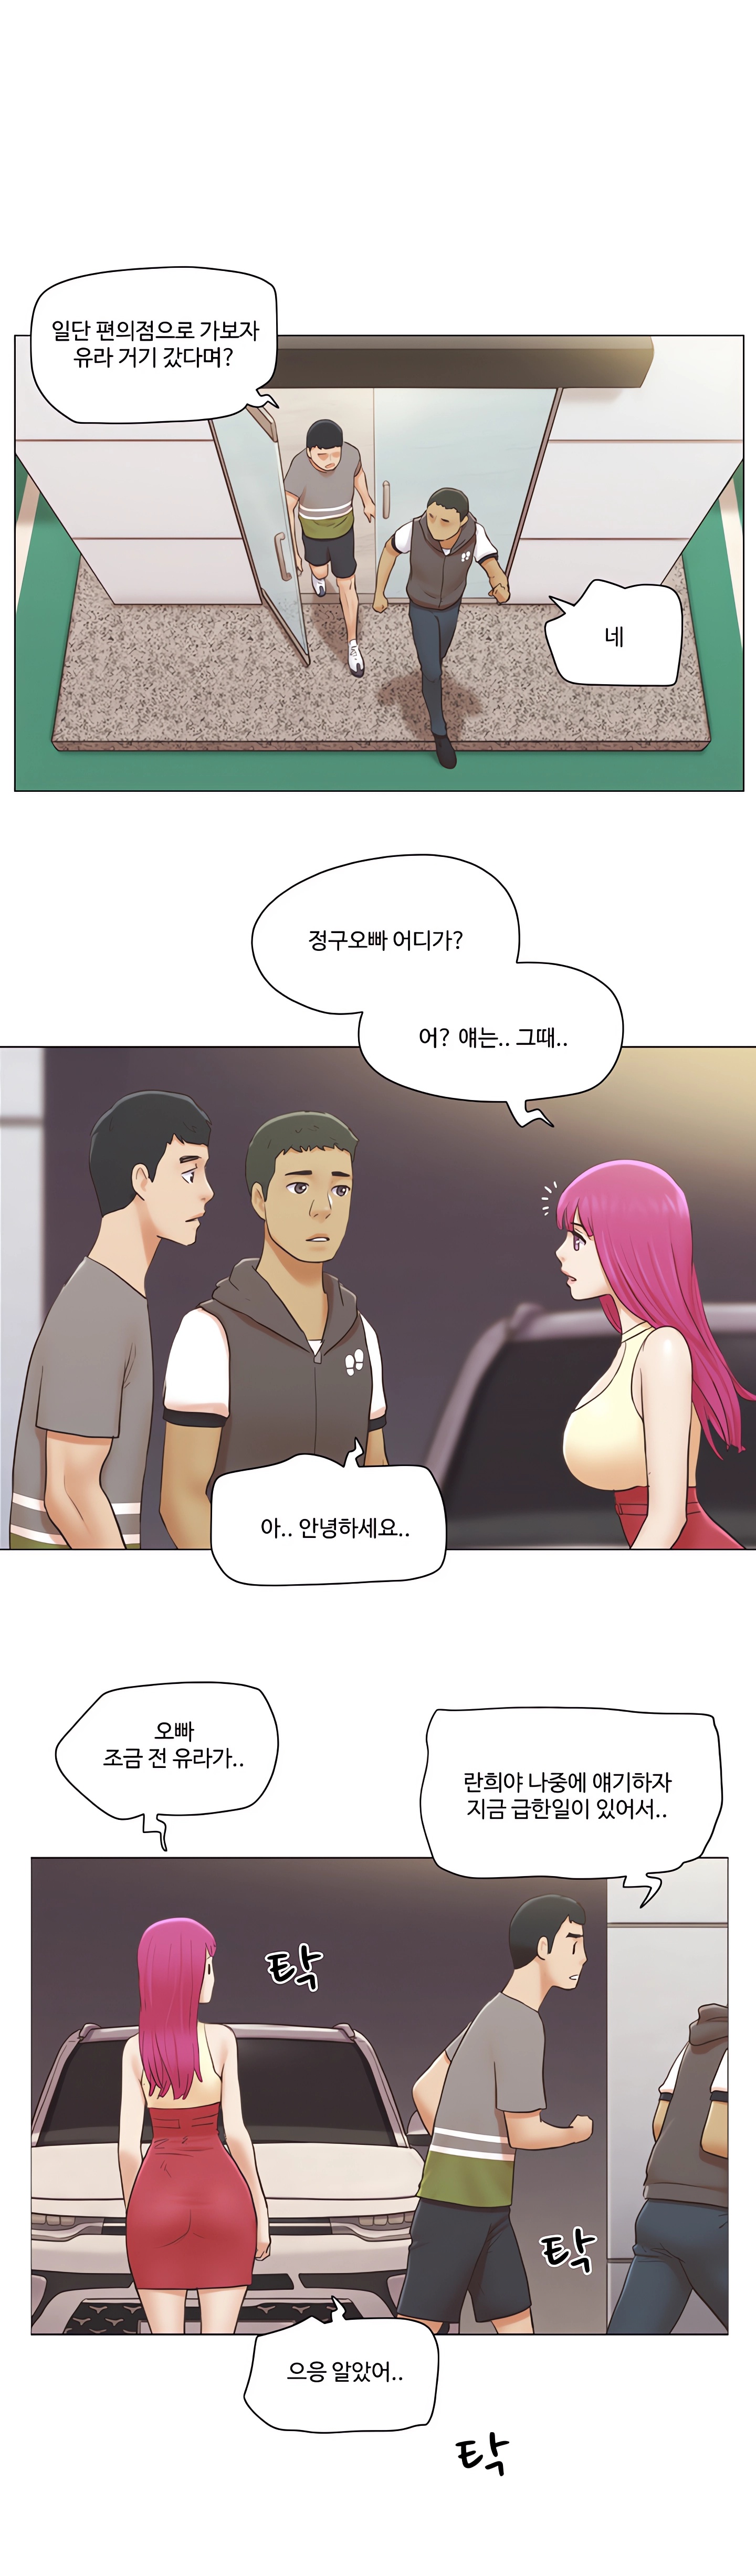 일단 편의점으로 가보자
유라 거기 갔다며?
네
정구오빠 어디가?
어? 얘는.. 그때..
아.. 안녕하세요..
오빠
조금 전 유라가..
란희야 나중에 얘기하자
지금 급한일이 있어서..
탁
탁
으응 알았어..
탁